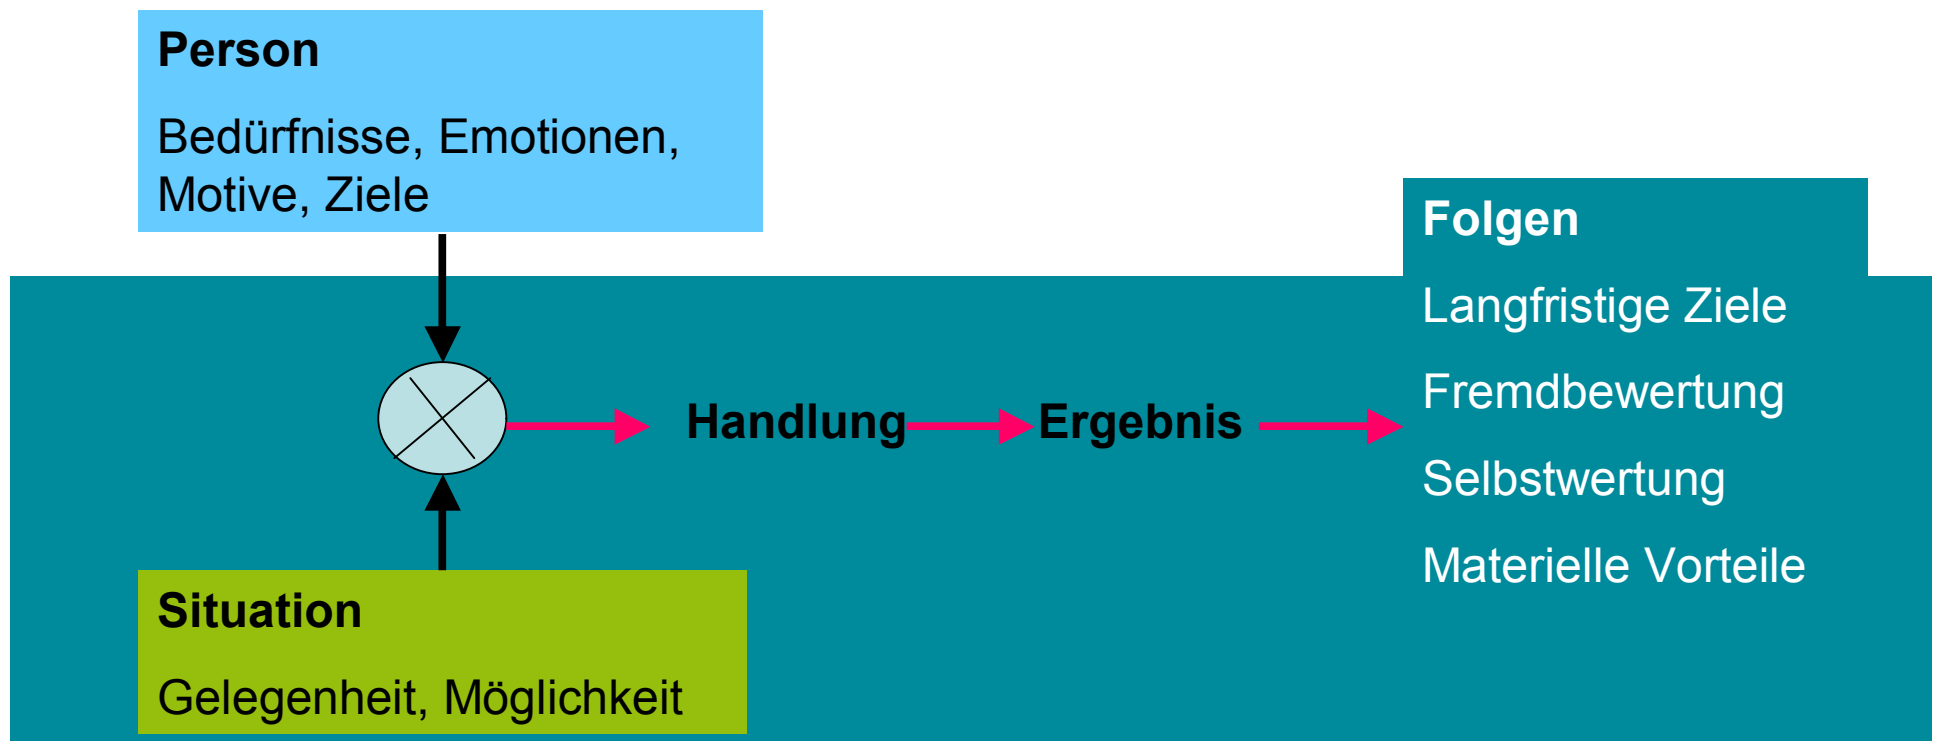 Person
Bedürfnisse, Emotionen,
Motive, Ziele
Folgen
Langfristige Ziele
Fremdbewertung
Selbstwertung
Materielle Vorteile
Handlung
Ergebnis
Situation
Gelegenheit, Möglichkeit